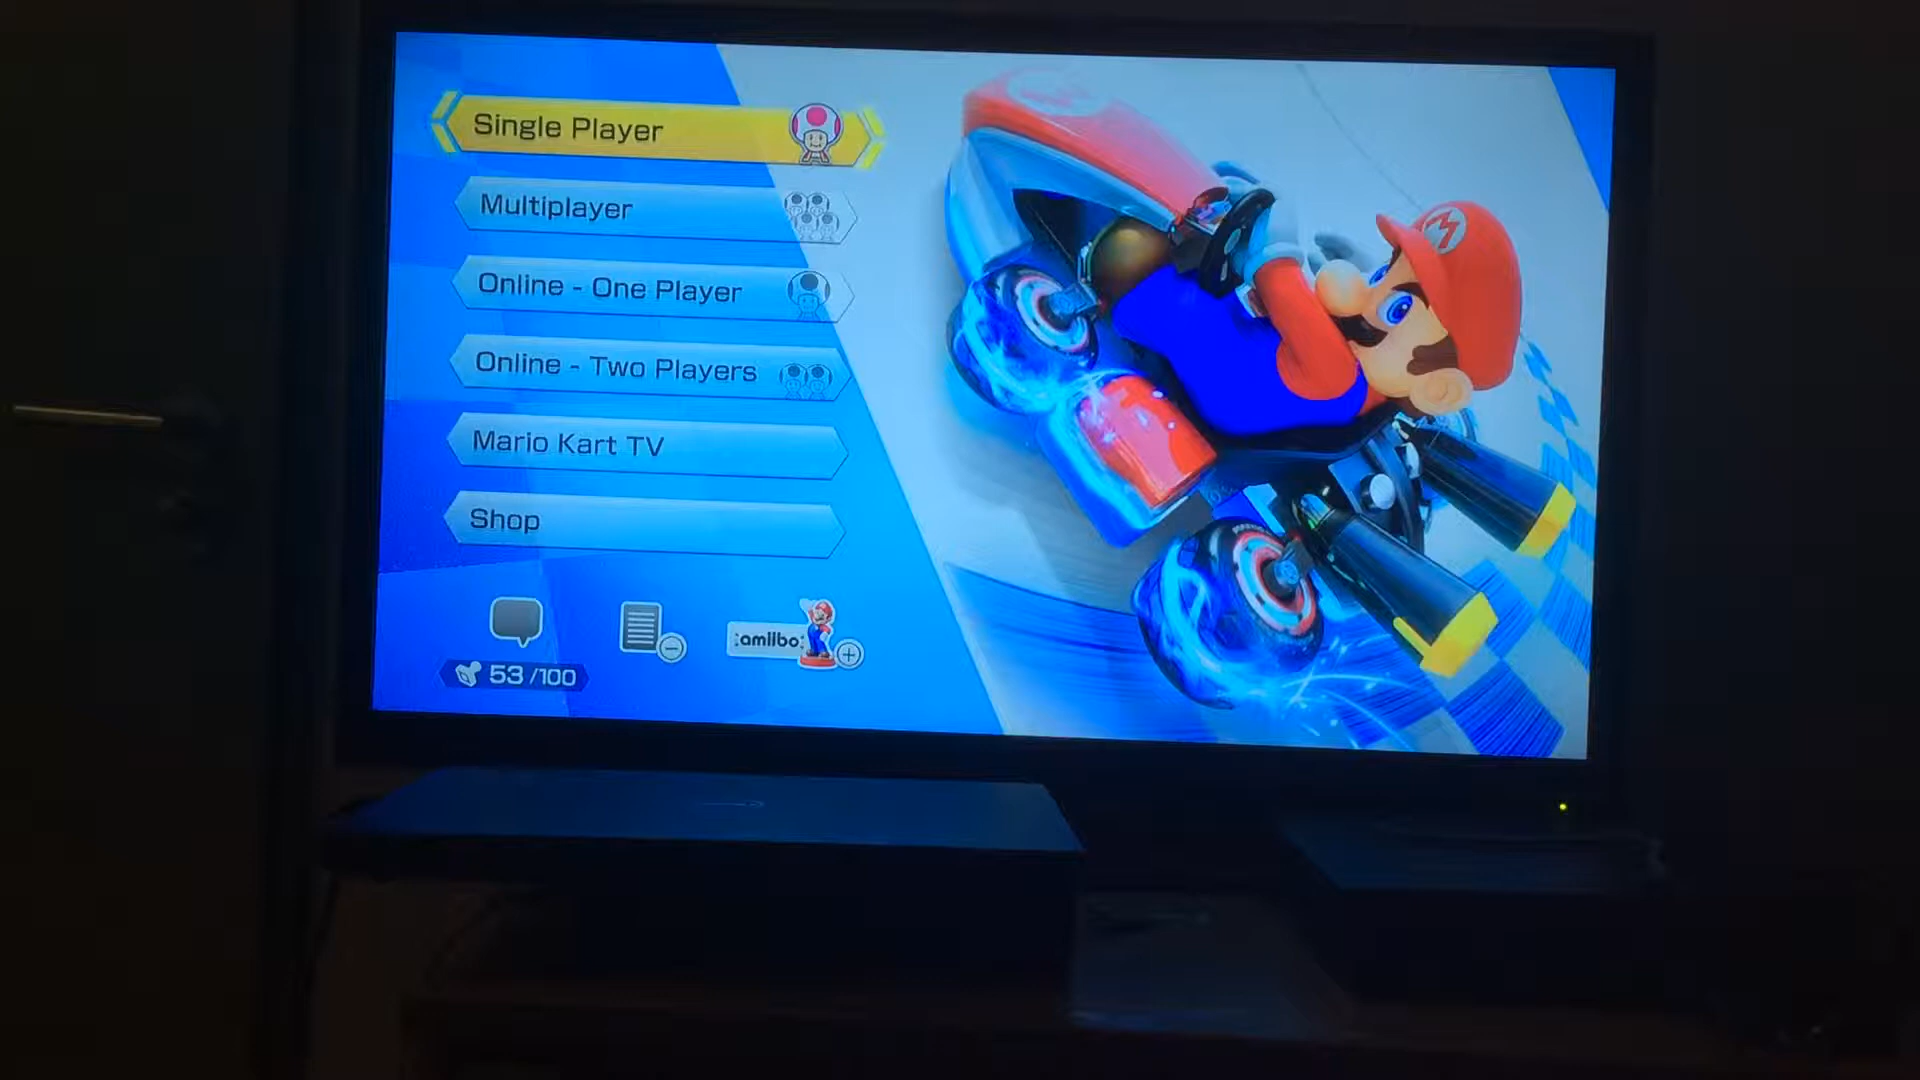 Single Player
Multiplayer
Online - One Player
Online - Two Players
Mario Kart TV
Shop
amiibo
53 /100
M